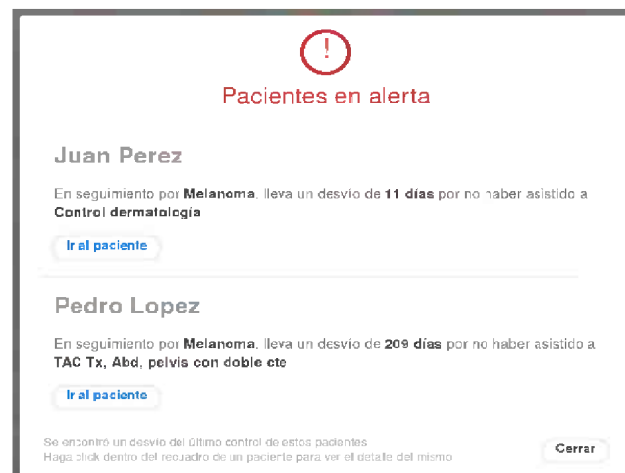 !
Pacientes en alerta
Juan Perez
En seguimiento por Melanoma, lleva un desvío de 11 días por no haber asistido a
Control dermatología
Ir al paciente
Pedro Lopez
En seguimiento por Melanoma, lleva un desvío de 209 días por no haber asistido a
TAC Tx, Abd, pelvis con doble cte
Ir al paciente
Se encontró un desvío del último control de estos pacientes
Haga click dentro del recuadro de un paciente para ver el detalle del mismo
Cerrar